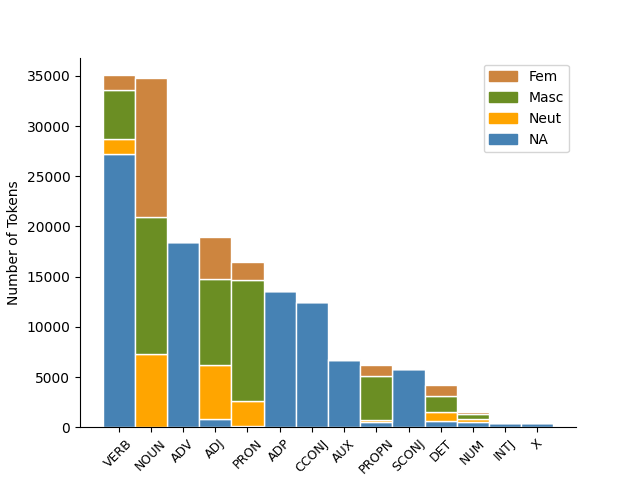 Fem
Masc
Neut
NA
Number of Tokens
35000
30000
25000
20000
15000
10000
5000
0
VERB
NOUN
ADV
ADJ
PRON
ADP
CCONJ
AUX
PROPN
SCONJ
DET
NUM
INTJ
X